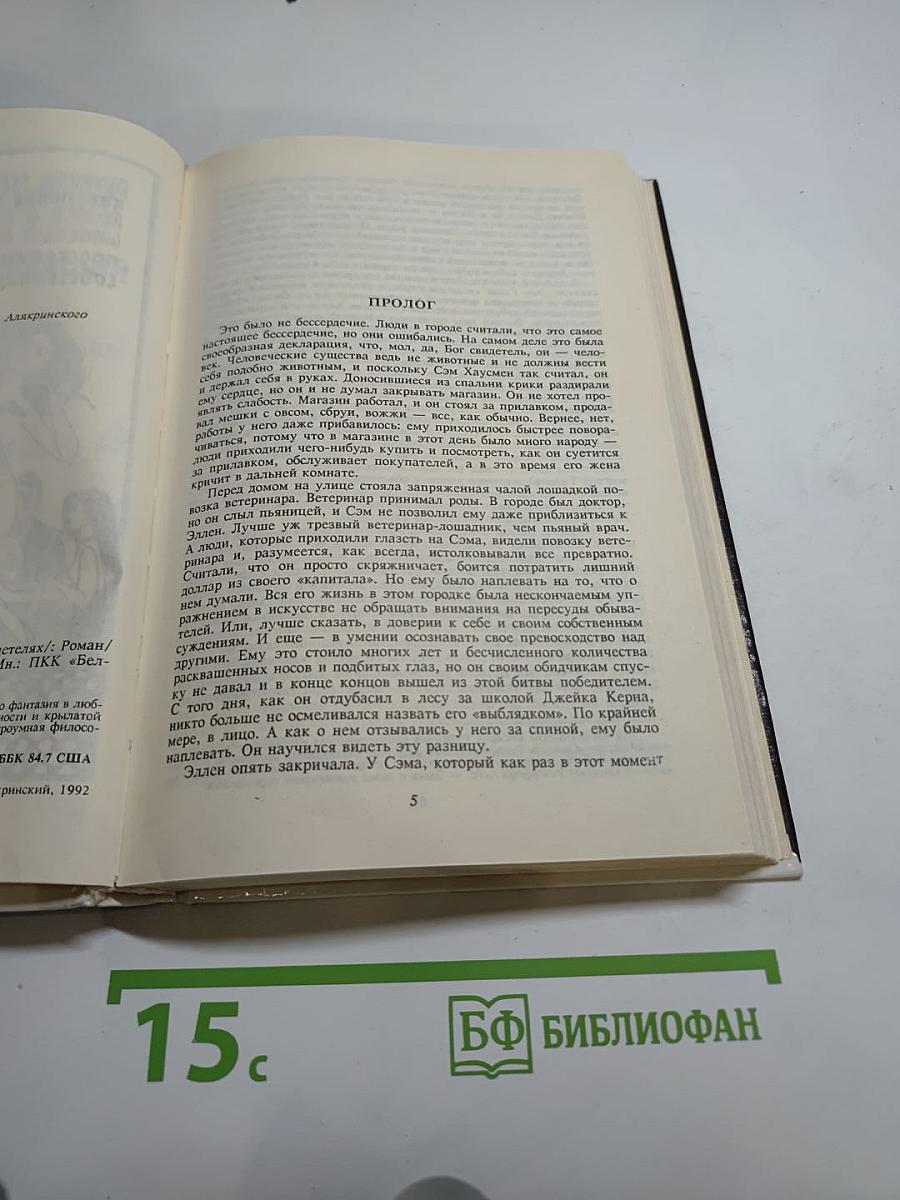 Алякринского
детелях/: Роман/
Мн.: ПКК «Бел-
о фантазия в люб-
ности и крылатой
роумная филосо-
ББК 84.7 США
кринский, 1992
ПРОЛОГ
Это было не бессердечие. Люди в городе считали, что это самое
настоящее бессердечие, но они ошибались. На самом деле это была
своеобразная декларация, что, мол, да, Бог свидетель, ои — чело-
век. Человеческие существа ведь не животные и не должны вести
себя подобно животным, и поскольку Сэм Хаусмен так считал, он
и держал себя в руках. Доносившиеся из спальни крики раздирали
ему сердце, но он и не думал закрывать магазин. Он не хотел про-
являть слабость. Магазин работал, и он стоял за прилавком, прода-
вал мешки с овсом, сбруи, вожжи — все, как обычно. Вернее, нет,
работы у него даже прибавилось: ему приходилось быстрее повора-
чиваться, потому что в магазине в этот день было много народу —
люди приходили чего-нибудь купить и посмотреть, как он суетится
за прилавком, обслуживает покупателей, а в это время его жена
кричит в дальней комнате.
Перед домом на улице стояла запряженная чалой лошадкой по-
возка ветеринара. Ветеринар принимал роды. В городе был доктор,
но он слыл пьяницей, и Сэм не позволил ему даже приблизиться к
Эллен. Лучше уж трезвый ветеринар-лошадник, чем пьяный врач.
А люди, которые приходили глазеть на Сэма, видели повозку вете-
ринара и, разумеется, как всегда, истолковывали все превратно.
Считали, что он просто скряжничает, боится потратить лишний
доллар из своего «капитала». Но ему было наплевать на то, что о
нем думали. Вся его жизнь в этом городке была нескончаемым уп-
ражнением в искусстве не обращать внимания на пересуды обыва-
телей. Или, лучше сказать, в доверии к себе и своим собственным
суждениям. И еще — в умении осознавать свое превосходство над
другими. Ему это стоило многих лет и бесчисленного количества
расквашенных носов и подбитых глаз, но он своим обидчикам спус-
ку не давал и в конце концов вышел из этой битвы победителем.
С того дня, как он отдубасил в лесу за школой Джейка Керна,
никто больше не осмеливался назвать его «выблядком». По крайней
мере, в лицо. А как о нем отзывались у него за спиной, ему было
наплевать. Он научился видеть эту разницу.
Эллен опять закричала. У Сэма, который как раз в этот момент
5
15 с
БФ БИБЛИОФАН